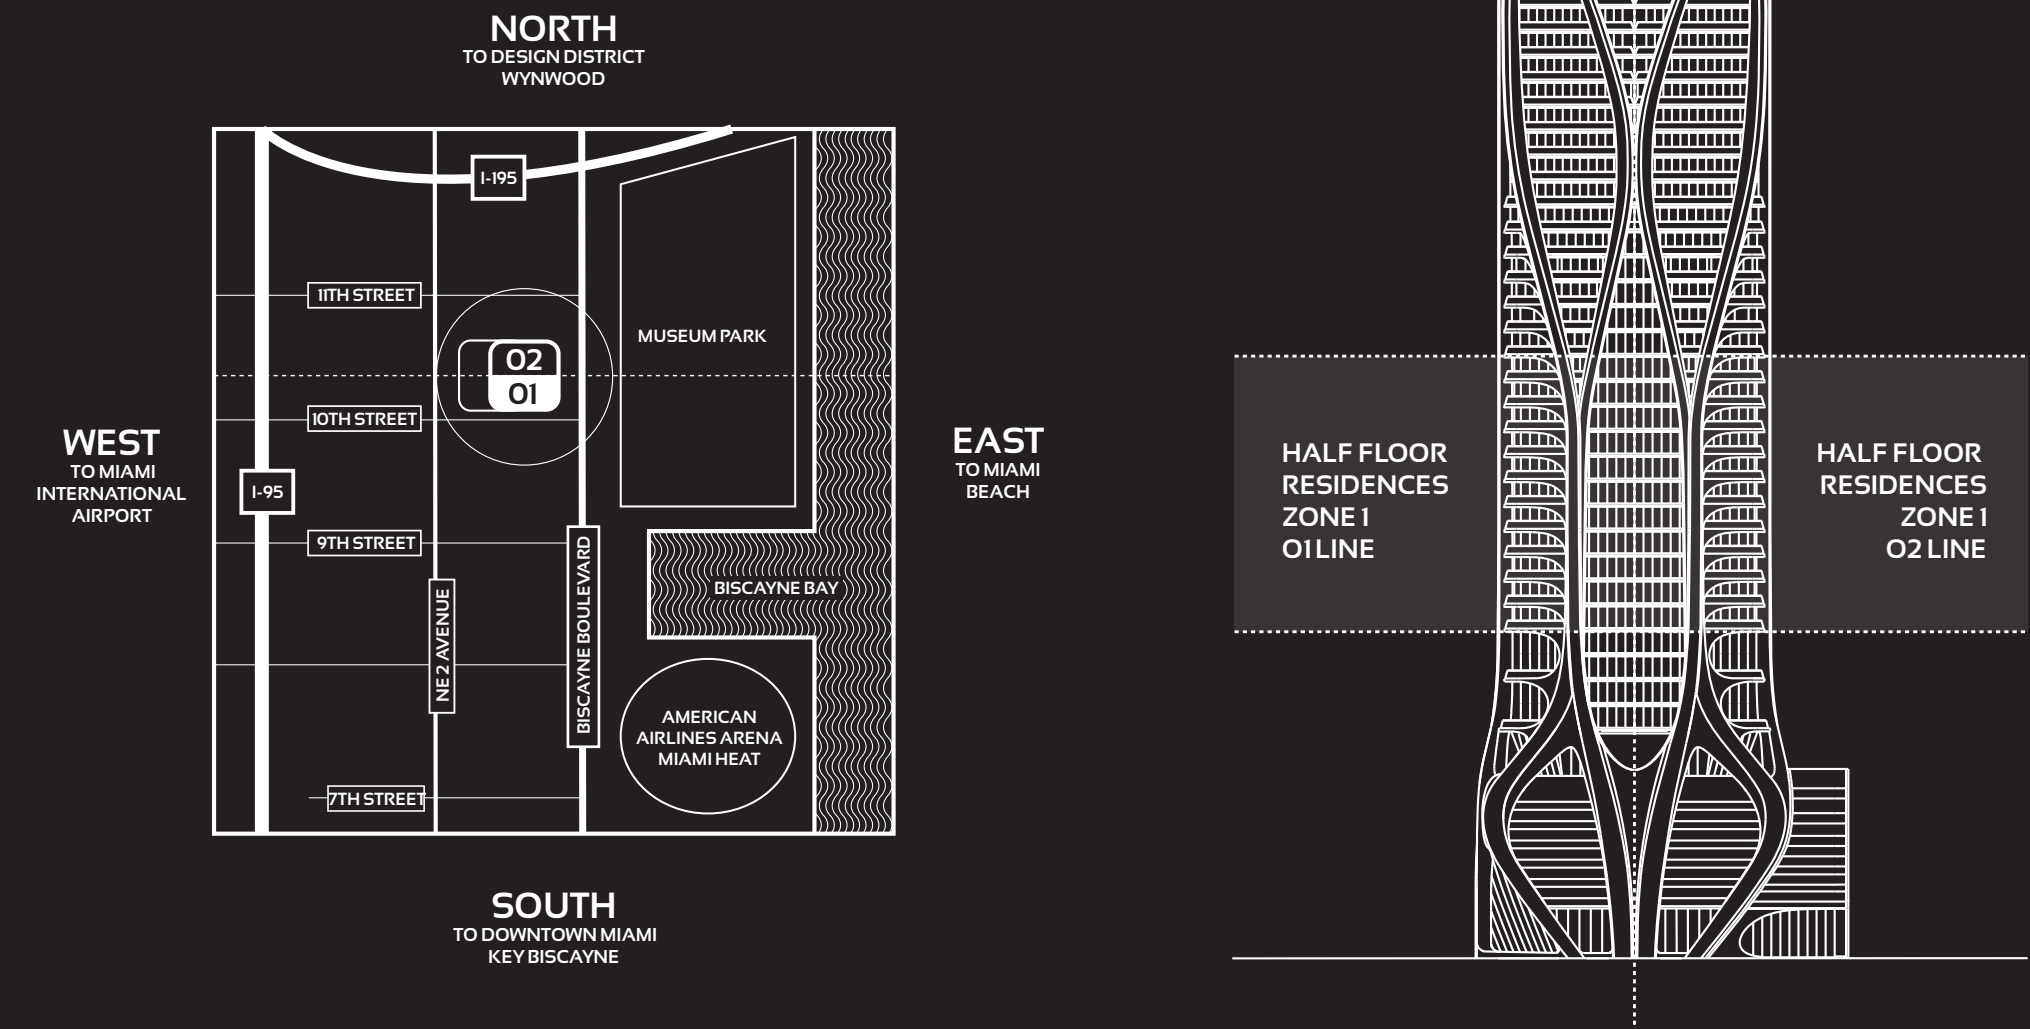 NORTH
TO DESIGN DISTRICT
WYNWOOD
I-195
11TH STREET
MUSEUM PARK
02
01
10TH STREET
WEST
TO MIAMI
INTERNATIONAL
AIRPORT
I-95
EAST
TO MIAMI
BEACH
9TH STREET
BISCAYNE BAY
NE 2 AVENUE
BISCAYNE BOULEVARD
AMERICAN
AIRLINES ARENA
MIAMI HEAT
7TH STREET
SOUTH
TO DOWNTOWN MIAMI
KEY BISCAYNE
HALF FLOOR
RESIDENCES
ZONE 1
01 LINE
HALF FLOOR
RESIDENCES
ZONE 1
02 LINE